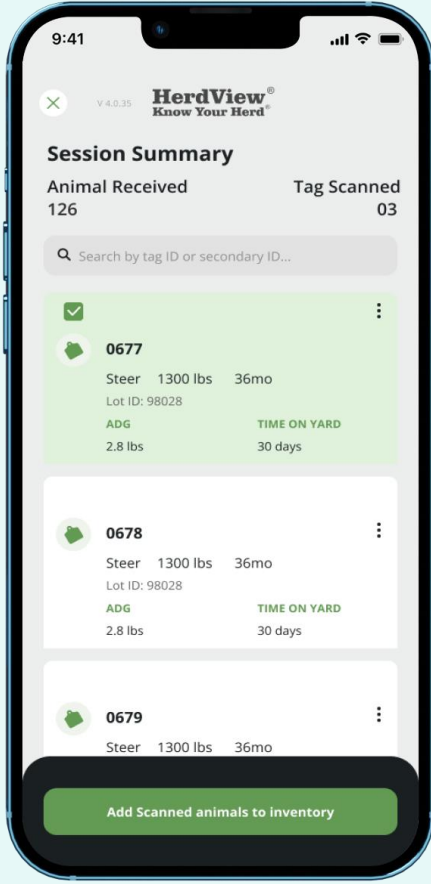 9:41
V 4.0.35
HerdView®
Know Your Herd®
Session Summary
Animal Received Tag Scanned
126 03
Search by tag ID or secondary ID...
0677
Steer 1300 lbs 36mo
Lot ID: 98028
ADG TIME ON YARD
2.8 lbs 30 days
0678
Steer 1300 lbs 36mo
Lot ID: 98028
ADG TIME ON YARD
2.8 lbs 30 days
0679
Steer 1300 lbs 36mo
Add Scanned animals to inventory